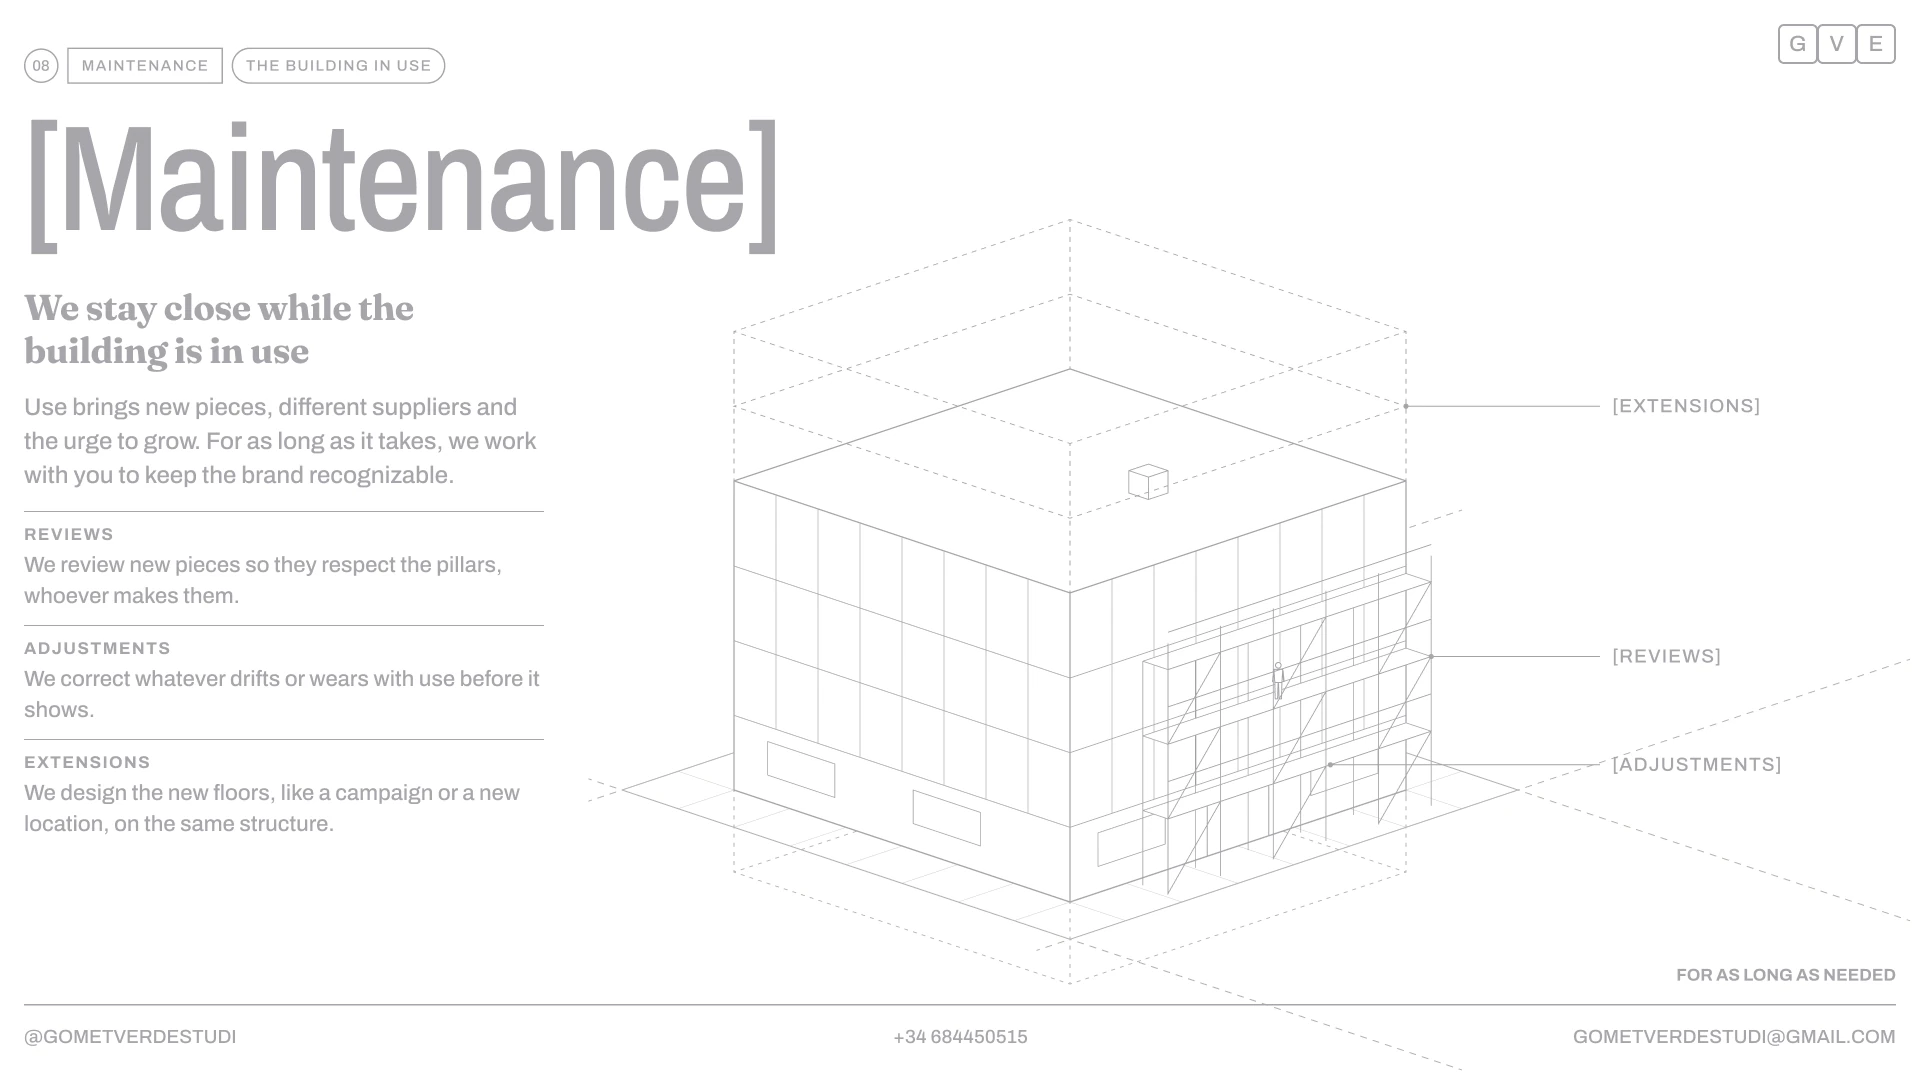 08 MAINTENANCE THE BUILDING IN USE
G V E
[Maintenance]
We stay close while the
building is in use
Use brings new pieces, different suppliers and
the urge to grow. For as long as it takes, we work
with you to keep the brand recognizable.
REVIEWS
We review new pieces so they respect the pillars,
whoever makes them.
ADJUSTMENTS
We correct whatever drifts or wears with use before it
shows.
EXTENSIONS
We design the new floors, like a campaign or a new
location, on the same structure.
[EXTENSIONS]
[REVIEWS]
[ADJUSTMENTS]
FOR AS LONG AS NEEDED
@GOMETVERDESTUDI
+34 684450515
GOMETVERDESTUDI@GMAIL.COM